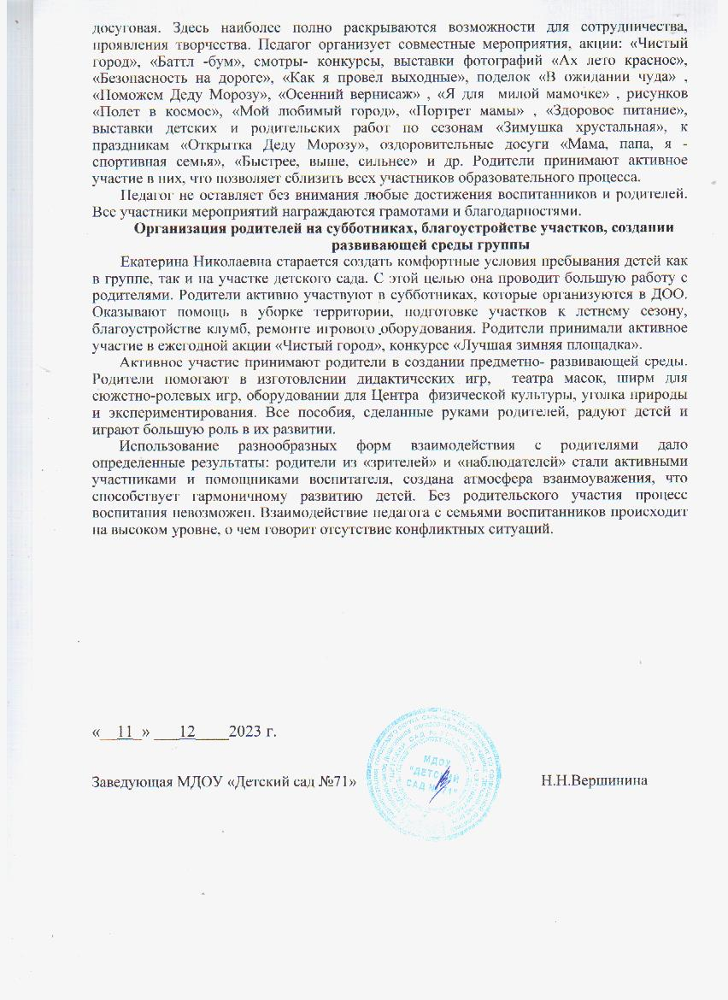 досуговая. Здесь наиболее полно раскрываются возможности для сотрудничества,
проявления творчества. Педагог организует совместные мероприятия, акции: «Чистый
город», «Баттл -бум», смотры- конкурсы, выставки фотографий «Ах лето красное»,
«Безопасность на дороге», «Как я провел выходные», поделок «В ожидании чуда» ,
«Поможем Деду Морозу», «Осенний вернисаж» , «Я для милой мамочке» , рисунков
«Полет в космос», «Мой любимый город», «Портрет мамы» , «Здоровое питание»,
выставки детских и родительских работ по сезонам «Зимушка хрустальная», к
праздникам «Открытка Деду Морозу», оздоровительные досуги «Мама, папа, я -
спортивная семья», «Быстрее, выше, сильнее» и др. Родители принимают активное
участие в них, что позволяет сблизить всех участников образовательного процесса.
Педагог не оставляет без внимания любые достижения воспитанников и родителей.
Все участники мероприятий награждаются грамотами и благодарностями.
Организация родителей на субботниках, благоустройстве участков, создании
развивающей среды группы
Екатерина Николаевна старается создать комфортные условия пребывания детей как
в группе, так и на участке детского сада. С этой целью она проводит большую работу с
родителями. Родители активно участвуют в субботниках, которые организуются в ДОО.
Оказывают помощь в уборке территории, подготовке участков к летнему сезону,
благоустройстве клумб, ремонте игрового оборудования. Родители принимали активное
участие в ежегодной акции «Чистый город», конкурсе «Лучшая зимняя площадка».
Активное участие принимают родители в создании предметно- развивающей среды.
Родители помогают в изготовлении дидактических игр, театра масок, ширм для
сюжетно-ролевых игр, оборудовании для Центра физической культуры, уголка природы
и экспериментирования. Все пособия, сделанные руками родителей, радуют детей и
играют большую роль в их развитии.
Использование разнообразных форм взаимодействия с родителями дало
определенные результаты: родители из «зрителей» и «наблюдателей» стали активными
участниками и помощниками воспитателя, создана атмосфера взаимоуважения, что
способствует гармоничному развитию детей. Без родительского участия процесс
воспитания невозможен. Взаимодействие педагога с семьями воспитанников происходит
на высоком уровне, о чем говорит отсутствие конфликтных ситуаций.
«__11_» ___12____2023 г.
Заведующая МДОУ «Детский сад №71» Н.Н.Вершинина
МДОУ
"ДЕТСКИЙ
САД №71"